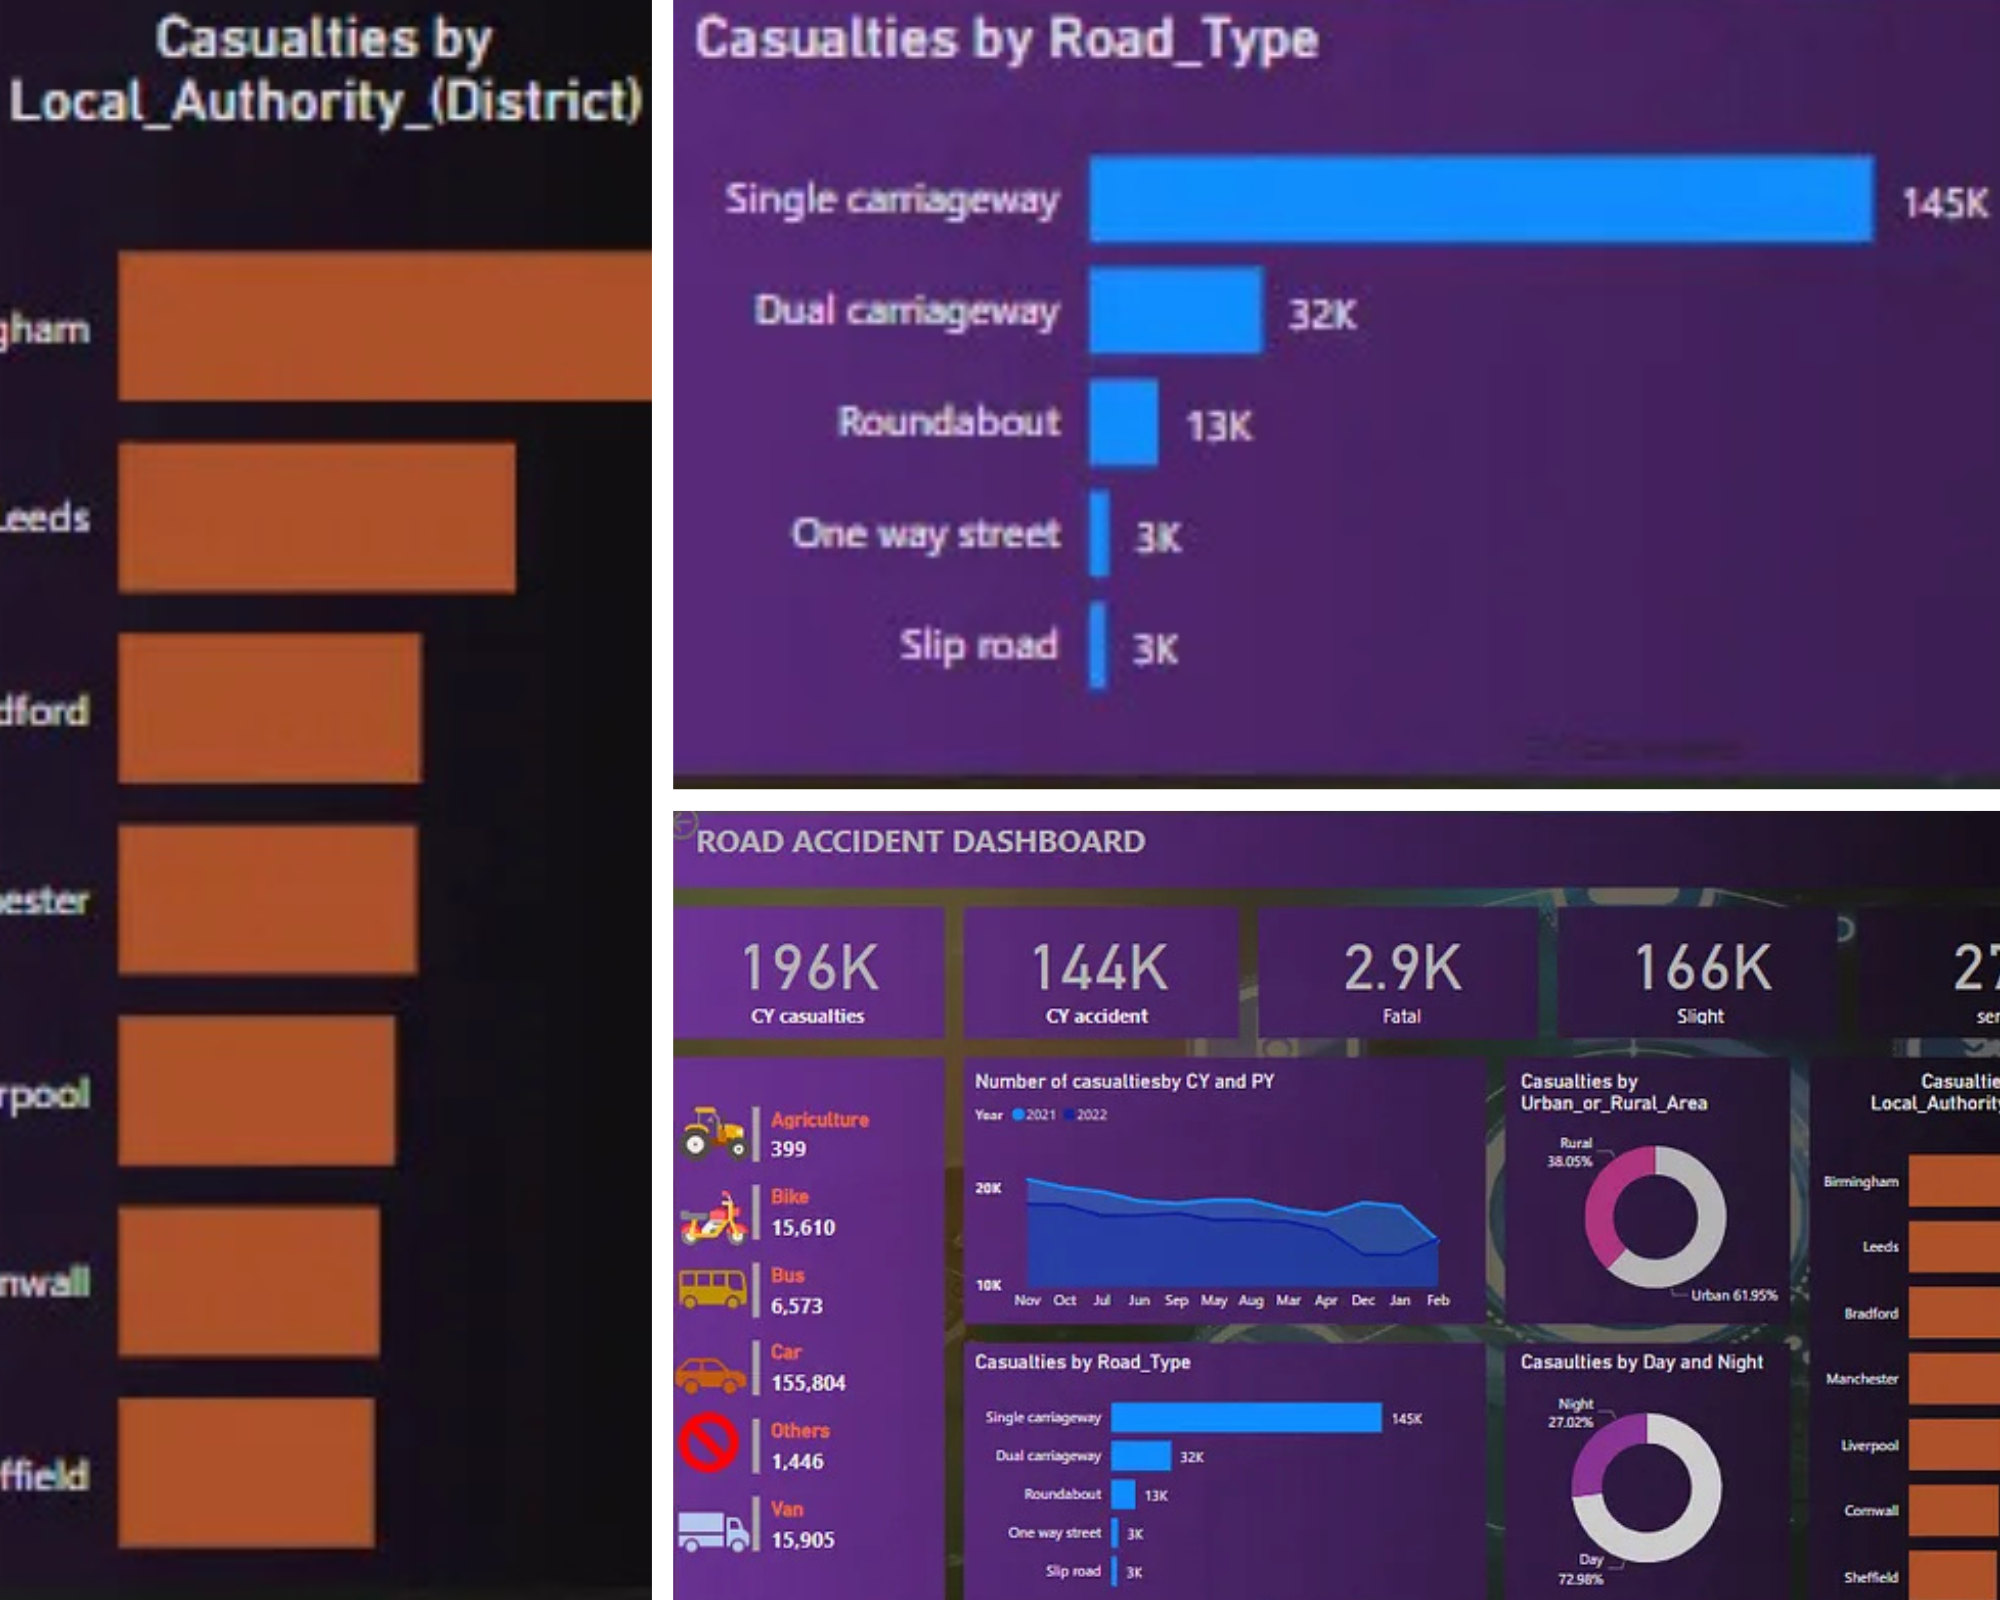 Casualties by
Local_Authority_(District)
gham
Leeds
dford
ester
rpool
nwall
ffield
Casualties by Road_Type
Single carriageway
145K
Dual carriageway
32K
Roundabout
13K
One way street
3K
Slip road
3K
ROAD ACCIDENT DASHBOARD
196K
CY casualties
144K
CY accident
2.9K
Fatal
166K
Slight
27
ser
Agriculture
399
Bike
15,610
Bus
6,573
Car
155,804
Others
1,446
Van
15,905
Number of casualtiesby CY and PY
Year 2021 2022
20K
10K
Nov Oct Jul Jun Sep May Aug Mar Apr Dec Jan Feb
Casualties by Road_Type
Single carriageway 145K
Dual carriageway 32K
Roundabout 13K
One way street 3K
Slip road 3K
Casualties by
Urban_or_Rural_Area
Rural
38.05%
Urban 61.95%
Casaulties by Day and Night
Night
27.02%
Day
72.98%
Casualtie
Local_Authority
Birmingham
Leeds
Bradford
Manchester
Liverpool
Cornwall
Sheffield